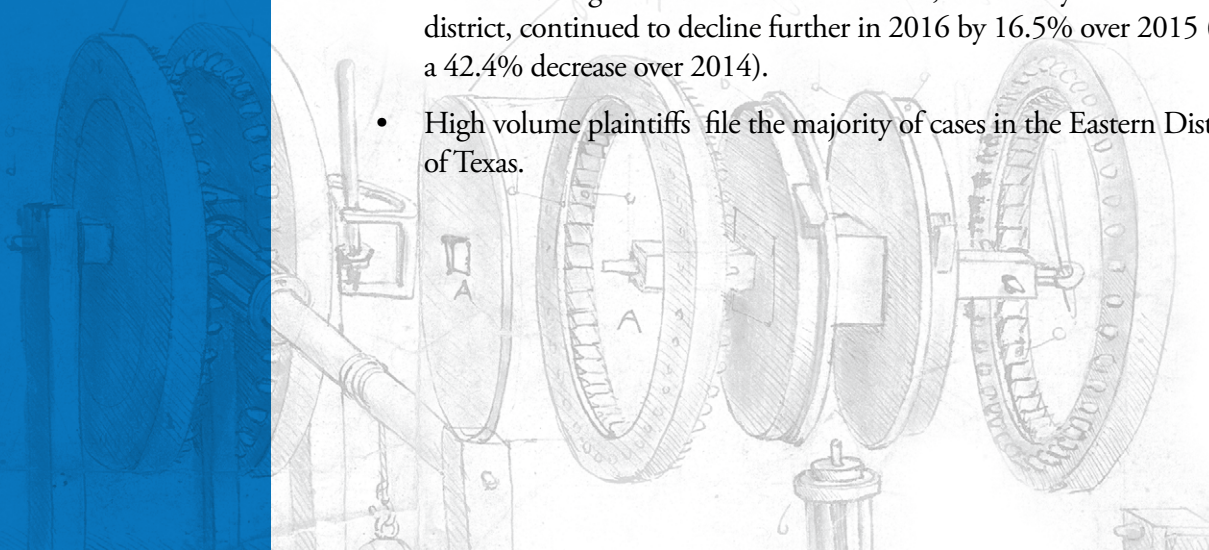 district, continued to decline further in 2016 by 16.5% over 2015
a 42.4% decrease over 2014).
• High volume plaintiffs file the majority of cases in the Eastern Dist
of Texas.
A
A